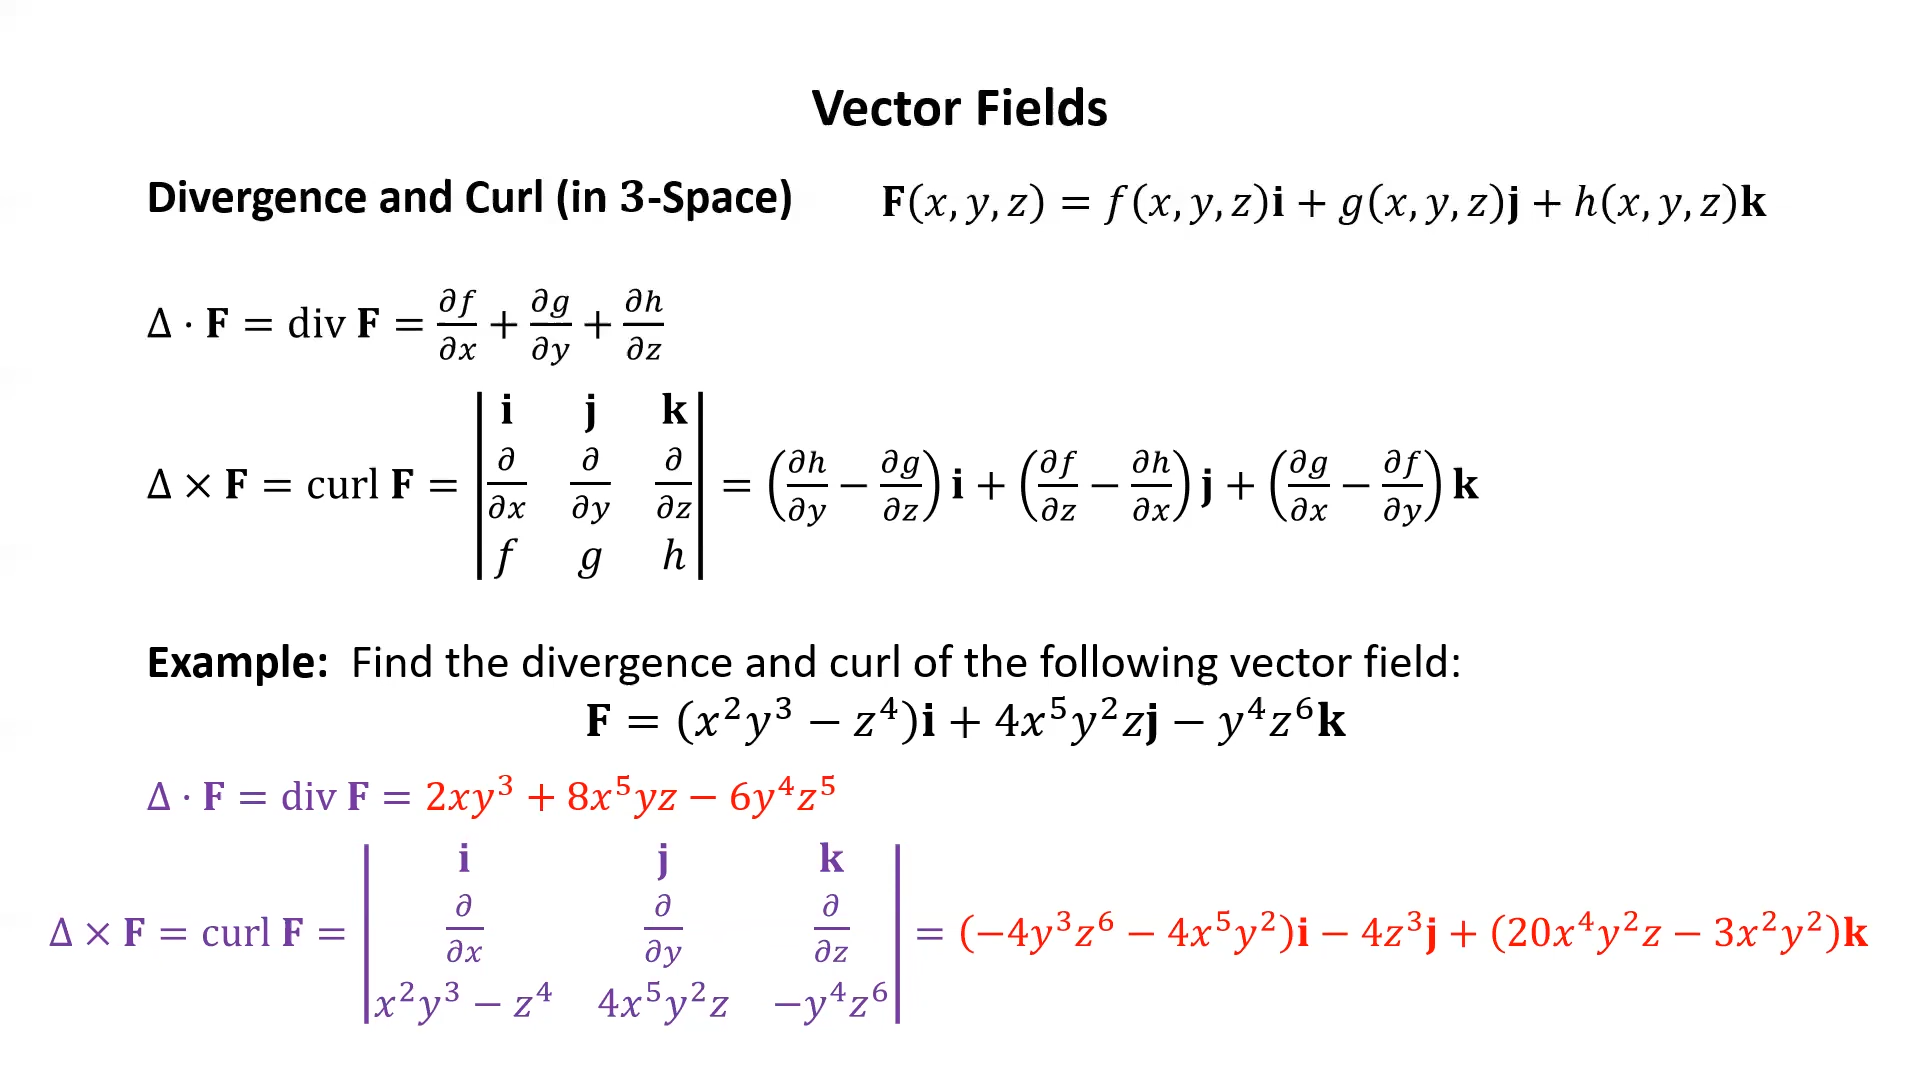 Vector Fields
Divergence and Curl (in 3-Space) F(x, y, z) = f(x, y, z)i + g(x, y, z)j + h(x, y, z)k
Δ · F = div F = ∂f/∂x + ∂g/∂y + ∂h/∂z
Δ × F = curl F = | i j k ; ∂/∂x ∂/∂y ∂/∂z ; f g h | = (∂h/∂y − ∂g/∂z) i + (∂f/∂z − ∂h/∂x) j + (∂g/∂x − ∂f/∂y) k
Example: Find the divergence and curl of the following vector field:
F = (x²y³ − z⁴)i + 4x⁵y²zj − y⁴z⁶k
Δ · F = div F = 2xy³ + 8x⁵yz − 6y⁴z⁵
Δ × F = curl F = | i j k ; ∂/∂x ∂/∂y ∂/∂z ; x²y³ − z⁴ 4x⁵y²z −y⁴z⁶ | = (−4y³z⁶ − 4x⁵y²)i − 4z³j + (20x⁴y²z − 3x²y²)k